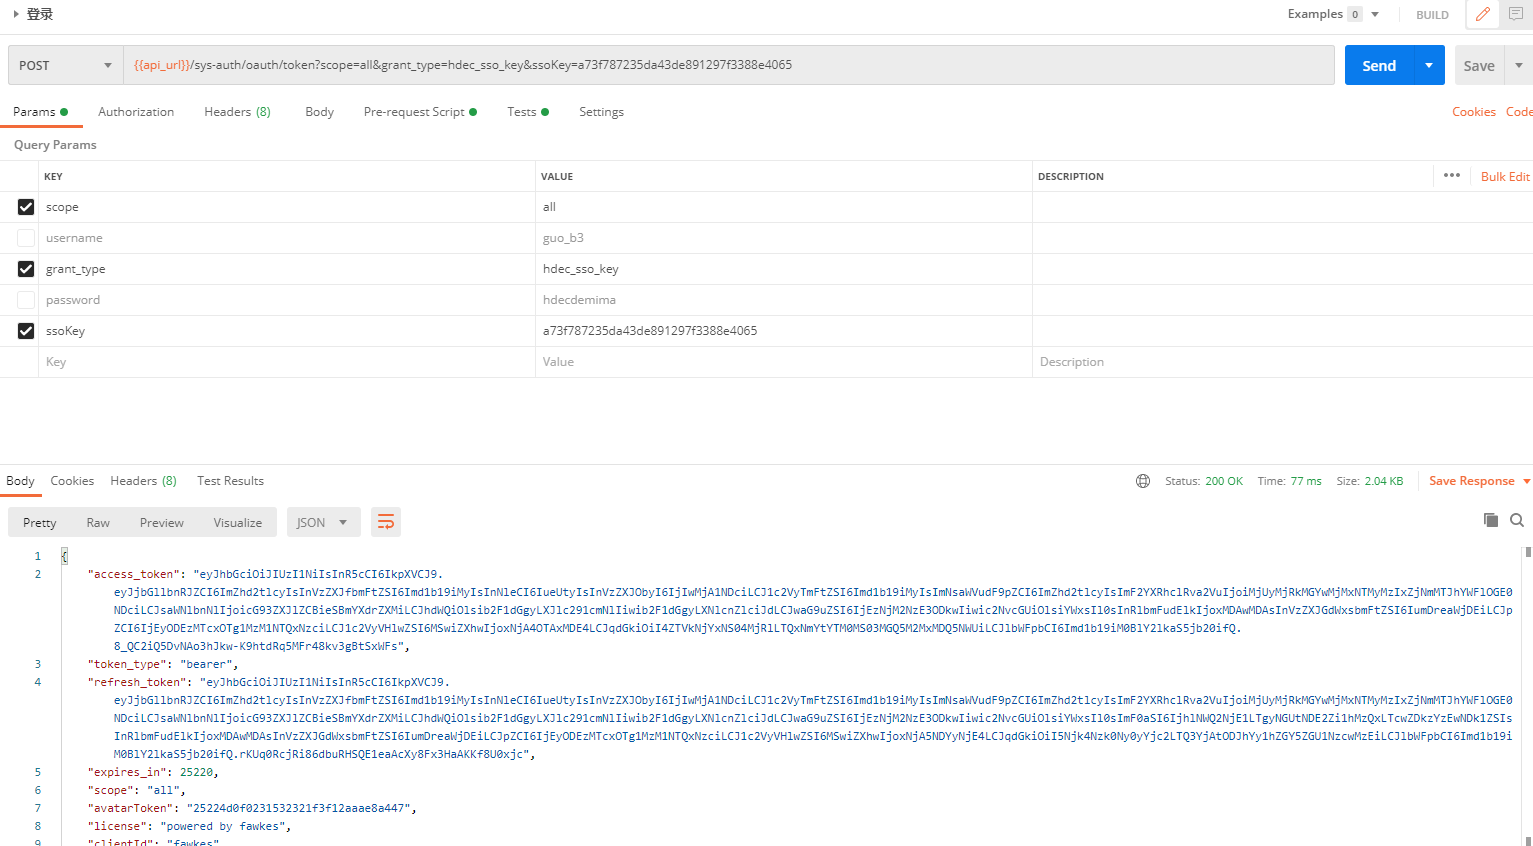 登录
Examples 0 BUILD
POST {{api_url}}/sys-auth/oauth/token?scope=all&grant_type=hdec_sso_key&ssoKey=a73f787235da43de891297f3388e4065 Send Save
Params Authorization Headers (8) Body Pre-request Script Tests Settings Cookies Code
Query Params
KEY VALUE DESCRIPTION ••• Bulk Edit
scope all
username guo_b3
grant_type hdec_sso_key
password hdecdemima
ssoKey a73f787235da43de891297f3388e4065
Key Value Description
Body Cookies Headers (8) Test Results Status: 200 OK Time: 77 ms Size: 2.04 KB Save Response
Pretty Raw Preview Visualize JSON
1 {
2 "access_token": "eyJhbGciOiJIUzI1NiIsInR5cCI6IkpXVCJ9.
3 "token_type": "bearer",
4 "refresh_token": "eyJhbGciOiJIUzI1NiIsInR5cCI6IkpXVCJ9.
5 "expires_in": 25220,
6 "scope": "all",
7 "avatarToken": "25224d0f0231532321f3f12aaae8a447",
8 "license": "powered by fawkes",
9 "clientId": "fawkes"